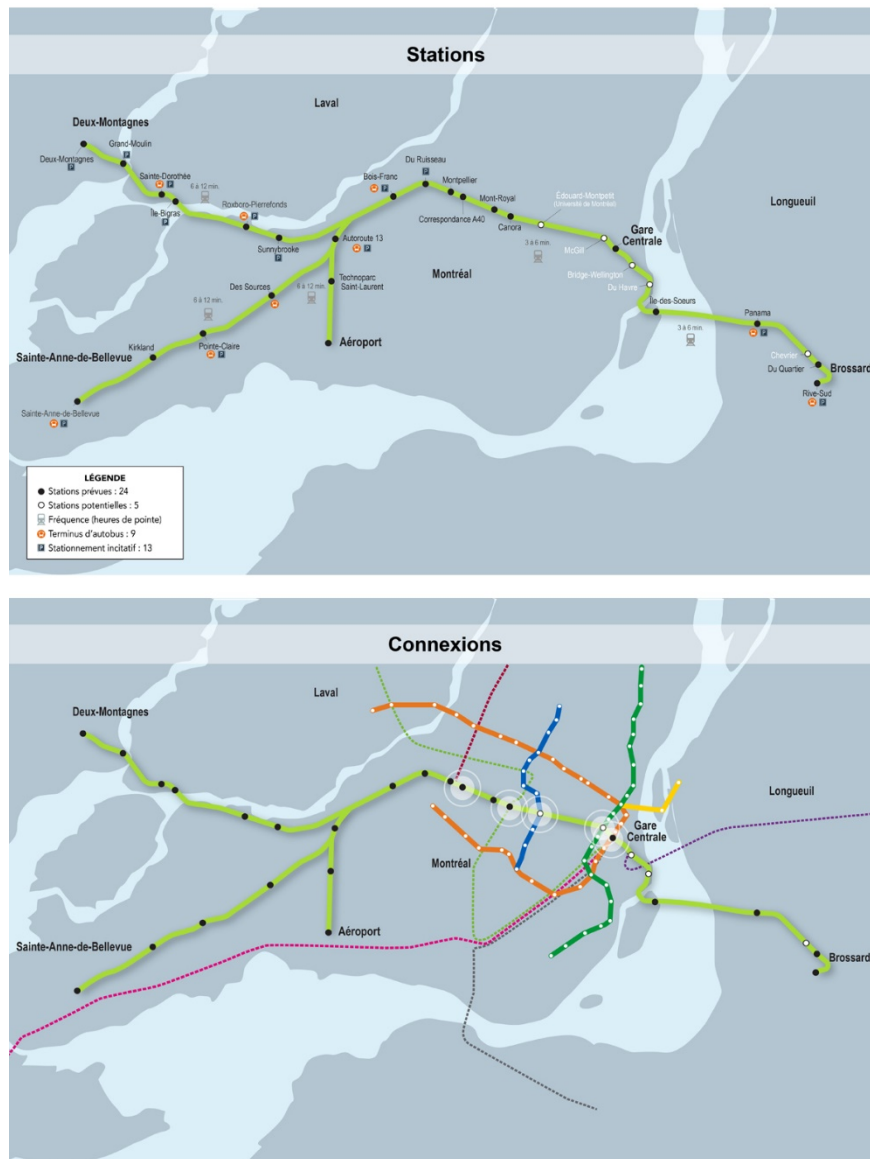 Stations
Laval
Deux-Montagnes
Grand-Moulin
Deux-Montagnes
Sainte-Dorothée
6 à 12 min.
Île-Bigras
Roxboro-Pierrefonds
Sunnybrooke
Bois-Franc
Du Ruisseau
Montpellier
Mont-Royal
Correspondance A40
Canora
Édouard-Montpetit
(Université de Montréal)
Longueuil
Gare
Centrale
McGill
3 à 6 min.
Bridge-Wellington
Du Havre
Autoroute 13
Montréal
Technoparc
Saint-Laurent
Des Sources
6 à 12 min.
6 à 12 min.
Île-des-Soeurs
3 à 6 min.
Panama
Chevrier
Du Quartier
Brossard
Rive-Sud
Aéroport
Pointe-Claire
Kirkland
Sainte-Anne-de-Bellevue
Sainte-Anne-de-Bellevue
LÉGENDE
Stations prévues : 24
Stations potentielles : 5
Fréquence (heures de pointe)
Terminus d'autobus : 9
Stationnement incitatif : 13
Connexions
Laval
Deux-Montagnes
Longueuil
Gare
Centrale
Montréal
Aéroport
Sainte-Anne-de-Bellevue
Brossard